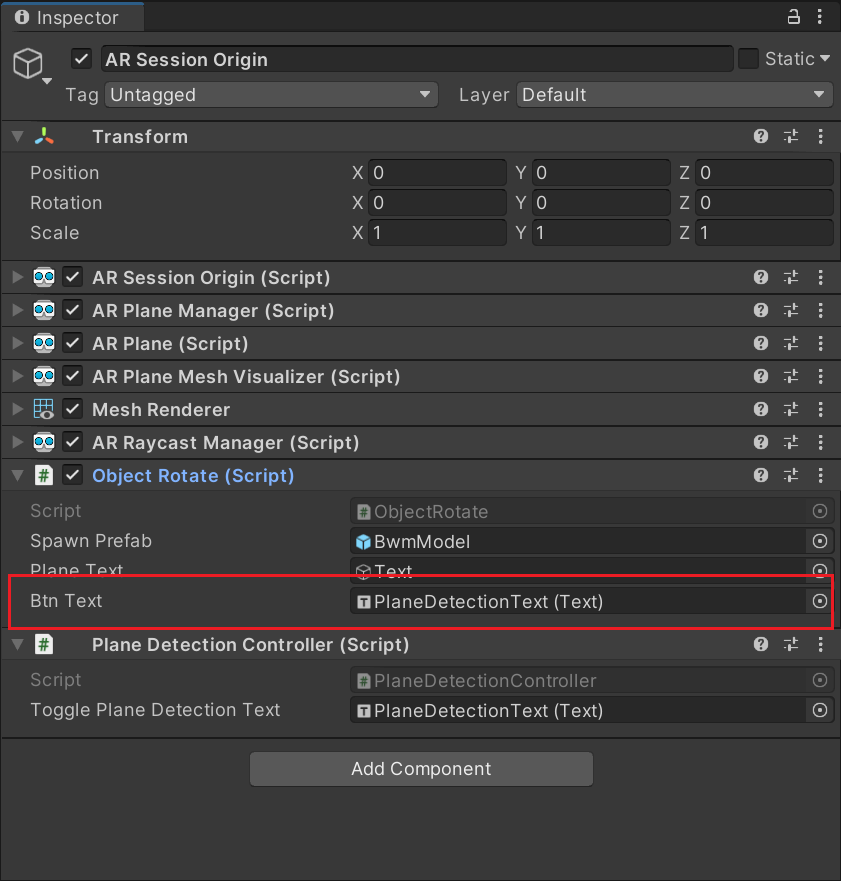 Inspector
AR Session Origin Static
Tag Untagged Layer Default
Transform
Position X 0 Y 0 Z 0
Rotation X 0 Y 0 Z 0
Scale X 1 Y 1 Z 1
AR Session Origin (Script)
AR Plane Manager (Script)
AR Plane (Script)
AR Plane Mesh Visualizer (Script)
Mesh Renderer
AR Raycast Manager (Script)
# Object Rotate (Script)
Script # ObjectRotate
Spawn Prefab BwmModel
Plane Text Text
Btn Text T PlaneDetectionText (Text)
# Plane Detection Controller (Script)
Script # PlaneDetectionController
Toggle Plane Detection Text T PlaneDetectionText (Text)
Add Component